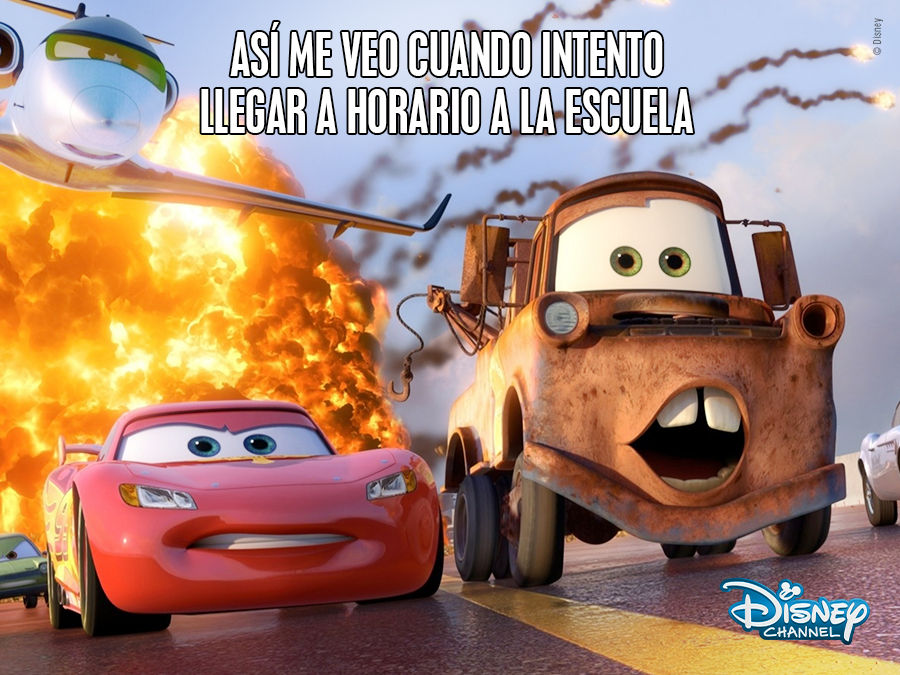 © Disney
ASÍ ME VEO CUANDO INTENTO
LLEGAR A HORARIO A LA ESCUELA
DISNEY
CHANNEL